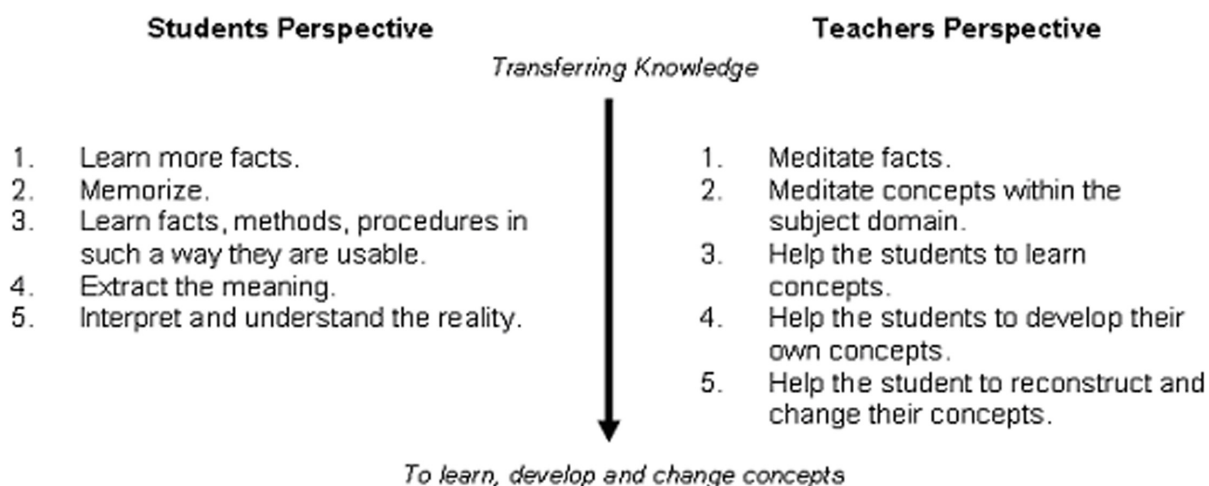 Students Perspective
Teachers Perspective
Transferring Knowledge
1. Learn more facts.
2. Memorize.
3. Learn facts, methods, procedures in
such a way they are usable.
4. Extract the meaning.
5. Interpret and understand the reality.
1. Meditate facts.
2. Meditate concepts within the
subject domain.
3. Help the students to learn
concepts.
4. Help the students to develop their
own concepts.
5. Help the student to reconstruct and
change their concepts.
To learn, develop and change concepts